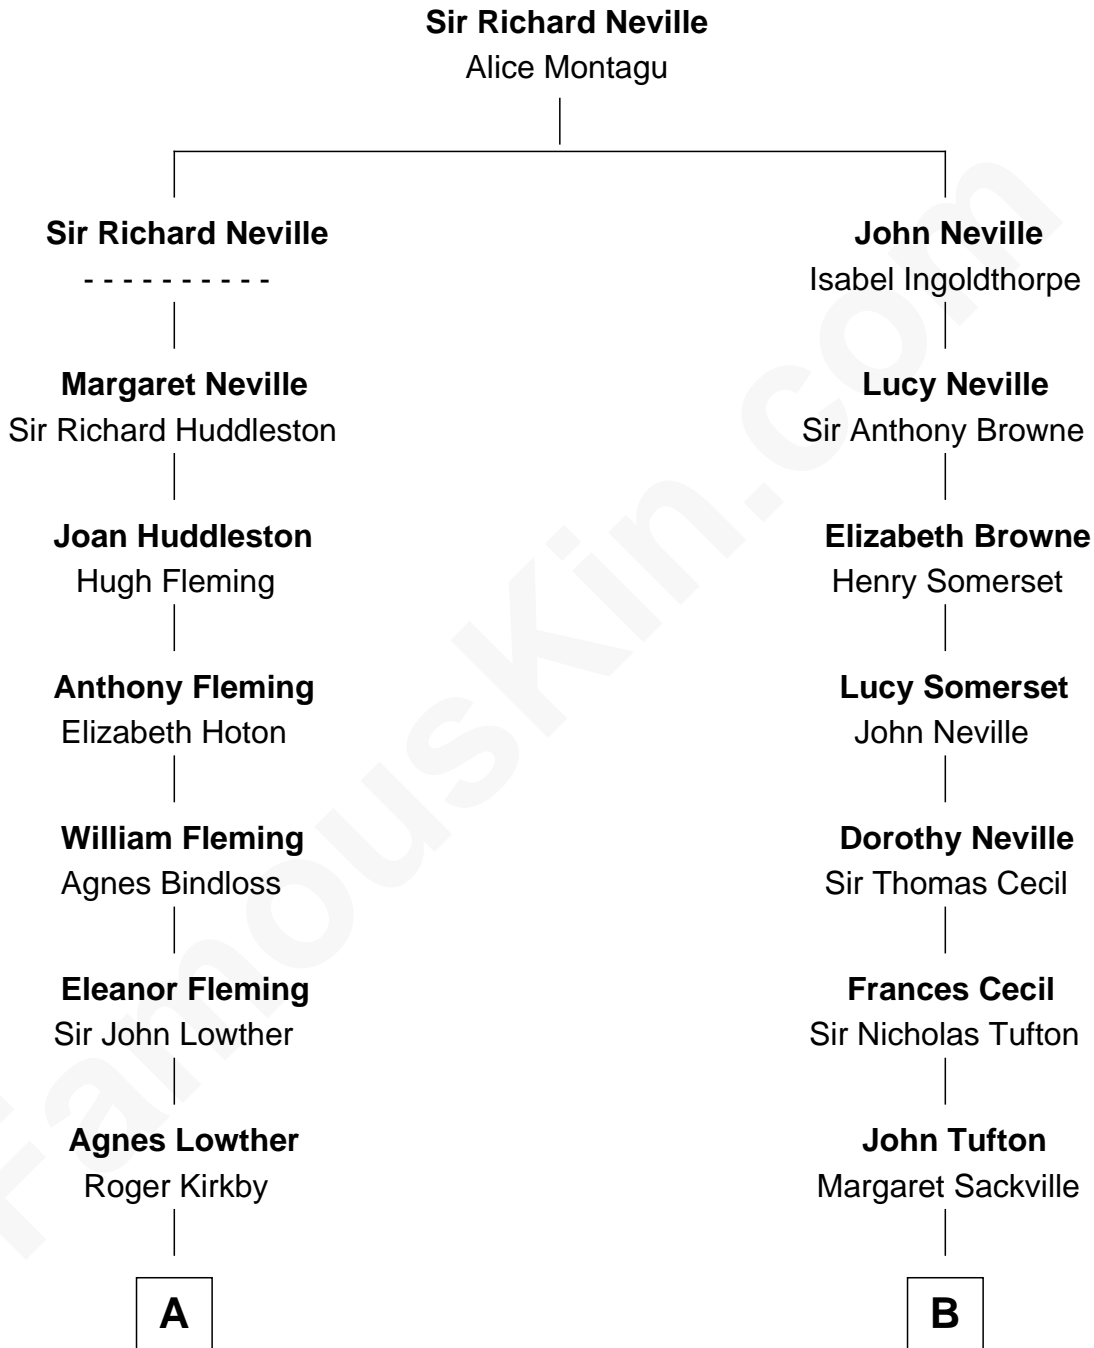 Sir Richard Neville
Alice Montagu
Sir Richard Neville
- - - - - - - - - -
Margaret Neville
Sir Richard Huddleston
Joan Huddleston
Hugh Fleming
Anthony Fleming
Elizabeth Hoton
William Fleming
Agnes Bindloss
Eleanor Fleming
Sir John Lowther
Agnes Lowther
Roger Kirkby
A
John Neville
Isabel Ingoldthorpe
Lucy Neville
Sir Anthony Browne
Elizabeth Browne
Henry Somerset
Lucy Somerset
John Neville
Dorothy Neville
Sir Thomas Cecil
Frances Cecil
Sir Nicholas Tufton
John Tufton
Margaret Sackville
B
FamousKin.com